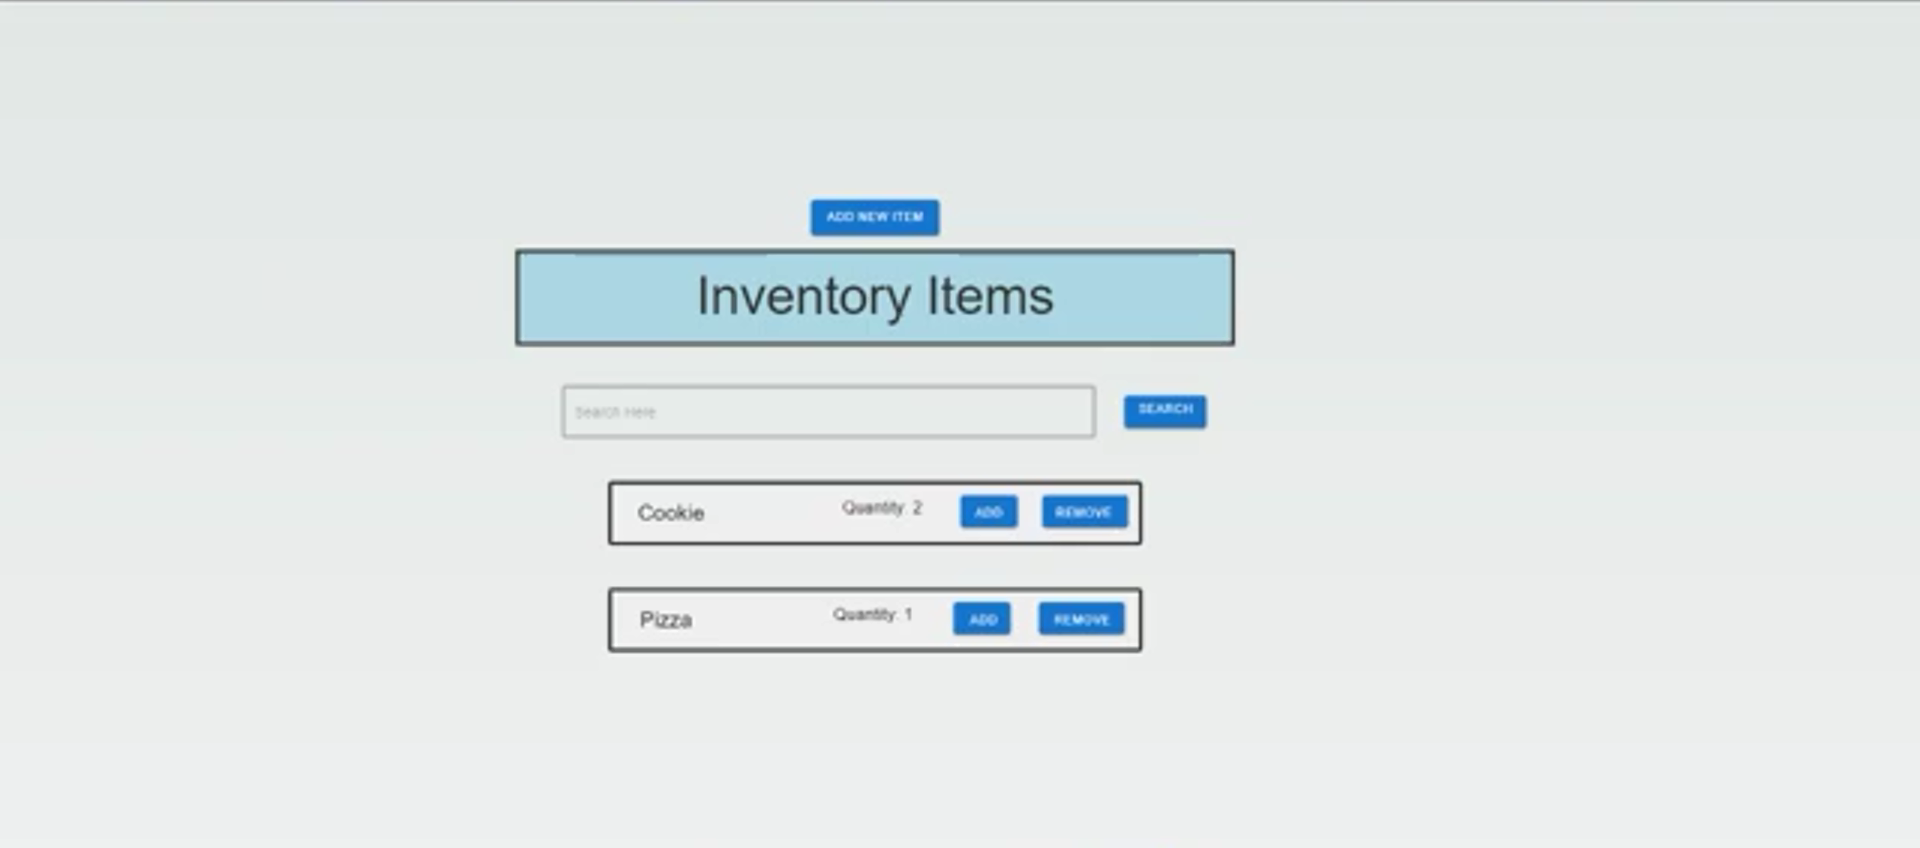 ADD NEW ITEM
Inventory Items
Search Here
SEARCH
Cookie Quantity: 2 ADD REMOVE
Pizza Quantity: 1 ADD REMOVE